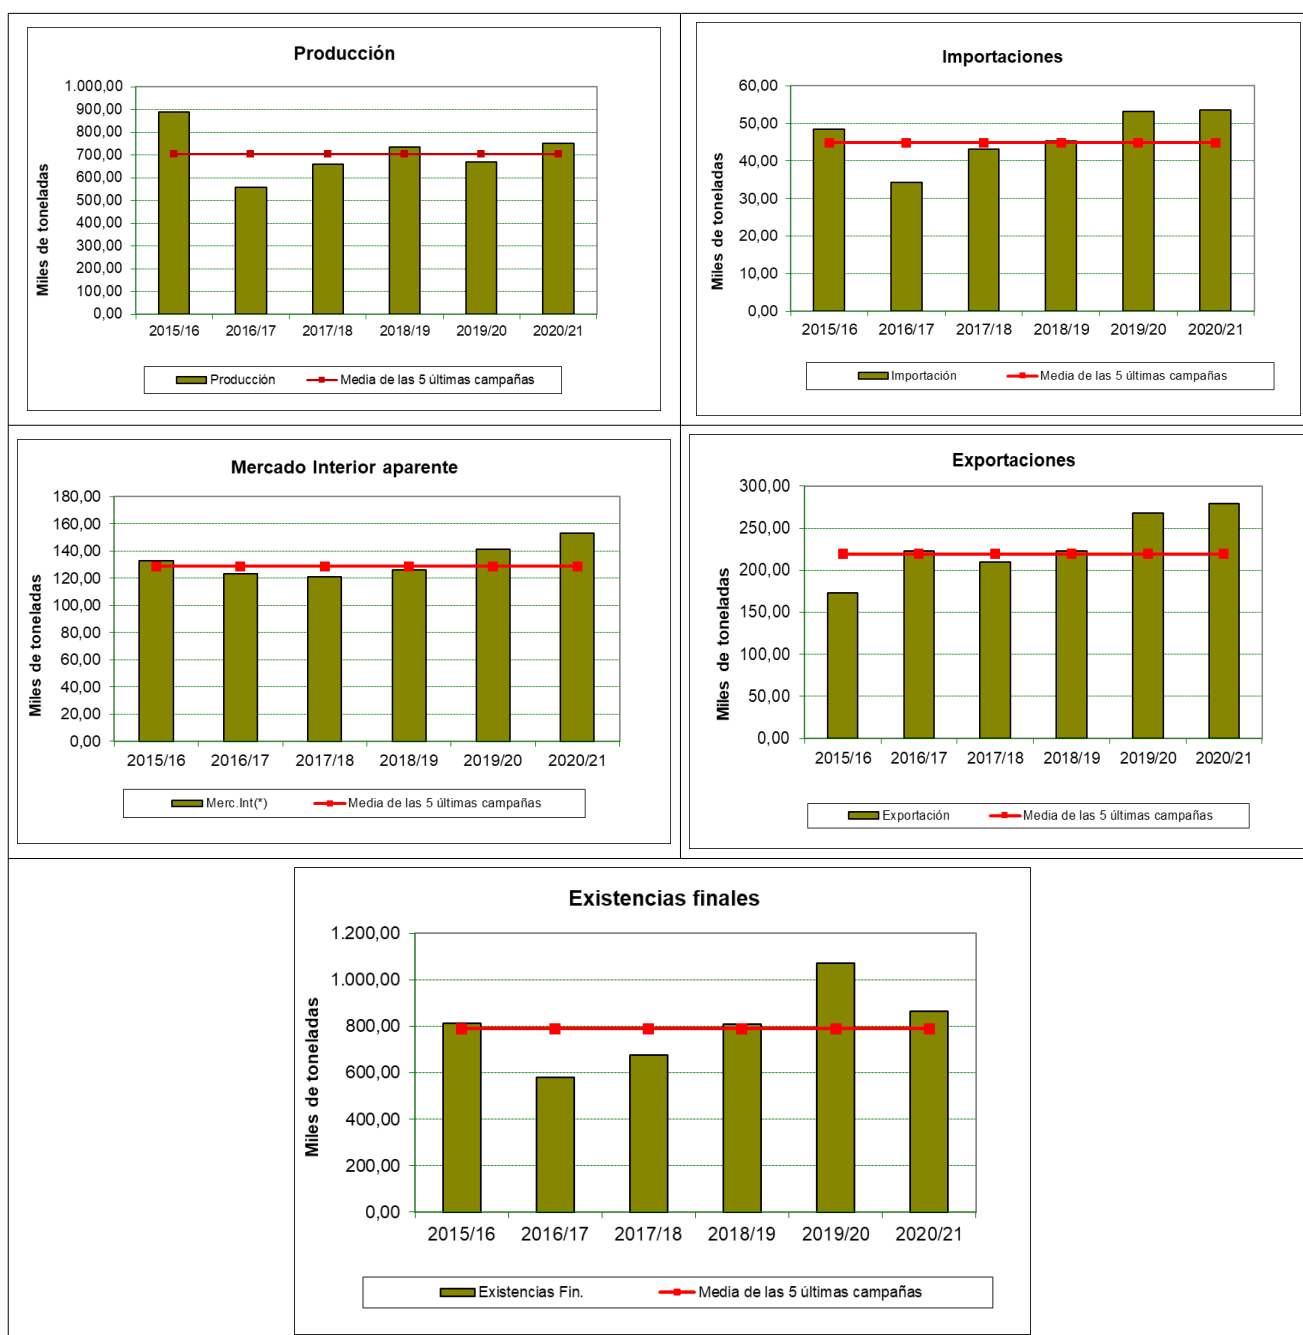 Producción
Miles de toneladas
1.000,00
900,00
800,00
700,00
600,00
500,00
400,00
300,00
200,00
100,00
0,00
2015/16 2016/17 2017/18 2018/19 2019/20 2020/21
Producción Media de las 5 últimas campañas
Importaciones
Miles de toneladas
60,00
50,00
40,00
30,00
20,00
10,00
0,00
2015/16 2016/17 2017/18 2018/19 2019/20 2020/21
Importación Media de las 5 últimas campañas
Mercado Interior aparente
Miles de toneladas
180,00
160,00
140,00
120,00
100,00
80,00
60,00
40,00
20,00
0,00
2015/16 2016/17 2017/18 2018/19 2019/20 2020/21
Merc.Int(*) Media de las 5 últimas campañas
Exportaciones
Miles de toneladas
300,00
250,00
200,00
150,00
100,00
50,00
0,00
2015/16 2016/17 2017/18 2018/19 2019/20 2020/21
Exportación Media de las 5 últimas campañas
Existencias finales
Miles de toneladas
1.200,00
1.000,00
800,00
600,00
400,00
200,00
0,00
2015/16 2016/17 2017/18 2018/19 2019/20 2020/21
Existencias Fin. Media de las 5 últimas campañas